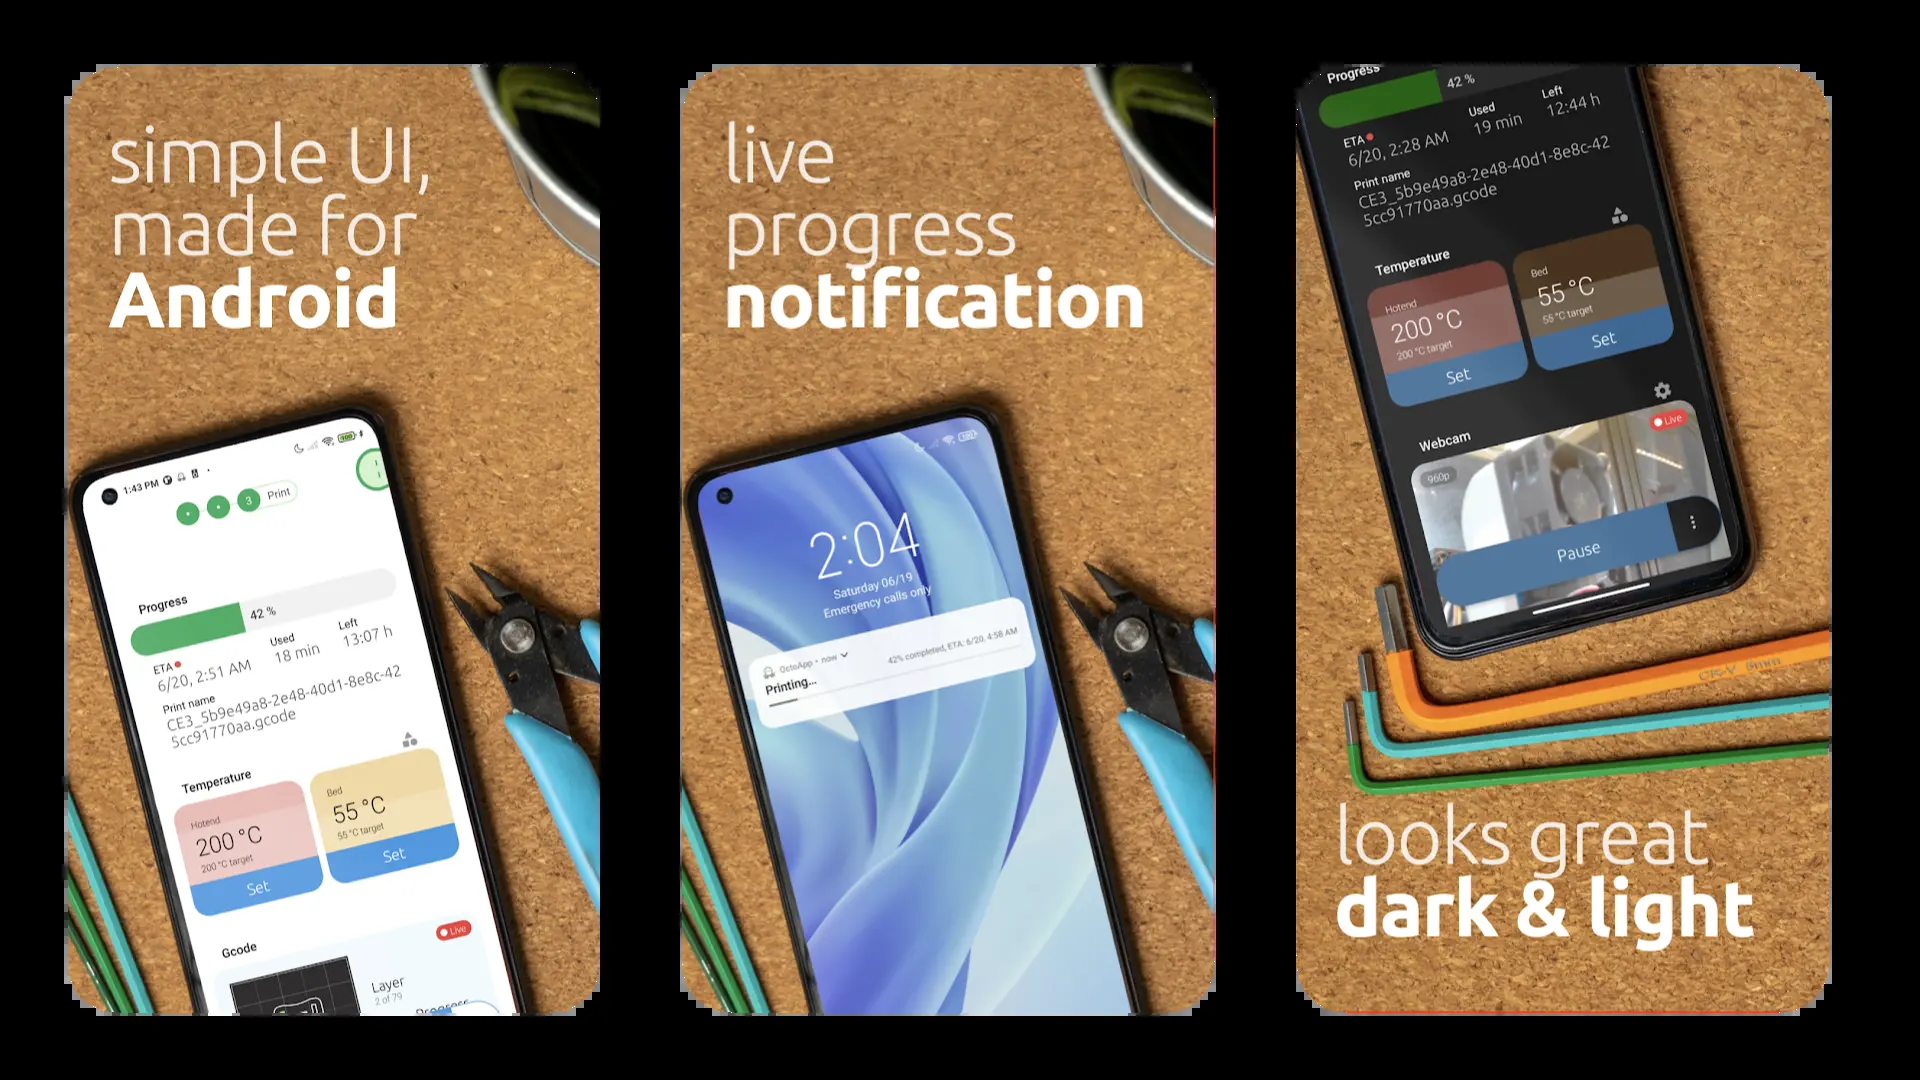 simple UI,
made for
Android
1:43 PM
3 Print
Progress
42 %
ETA Used Left
6/20, 2:51 AM 18 min 13:07 h
Print name
CE3_5b9e49a8-2e48-40d1-8e8c-42
5cc91770aa.gcode
Temperature
Hotend
200 °C
200 °C target
Set
Bed
55 °C
55 °C target
Set
Gcode
Live
Layer
2 of 79
Progress
live
progress
notification
2:04
Saturday 06/19
Emergency calls only
OctoApp • now
42% completed, ETA: 6/20, 4:58 AM
Printing...
Progress
42 %
ETA Used Left
6/20, 2:28 AM 19 min 12:44 h
Print name
CE3_5b9e49a8-2e48-40d1-8e8c-42
5cc91770aa.gcode
Temperature
Hotend
200 °C
200 °C target
Set
Bed
55 °C
55 °C target
Set
Webcam
Live
960p
Pause
looks great
dark & light